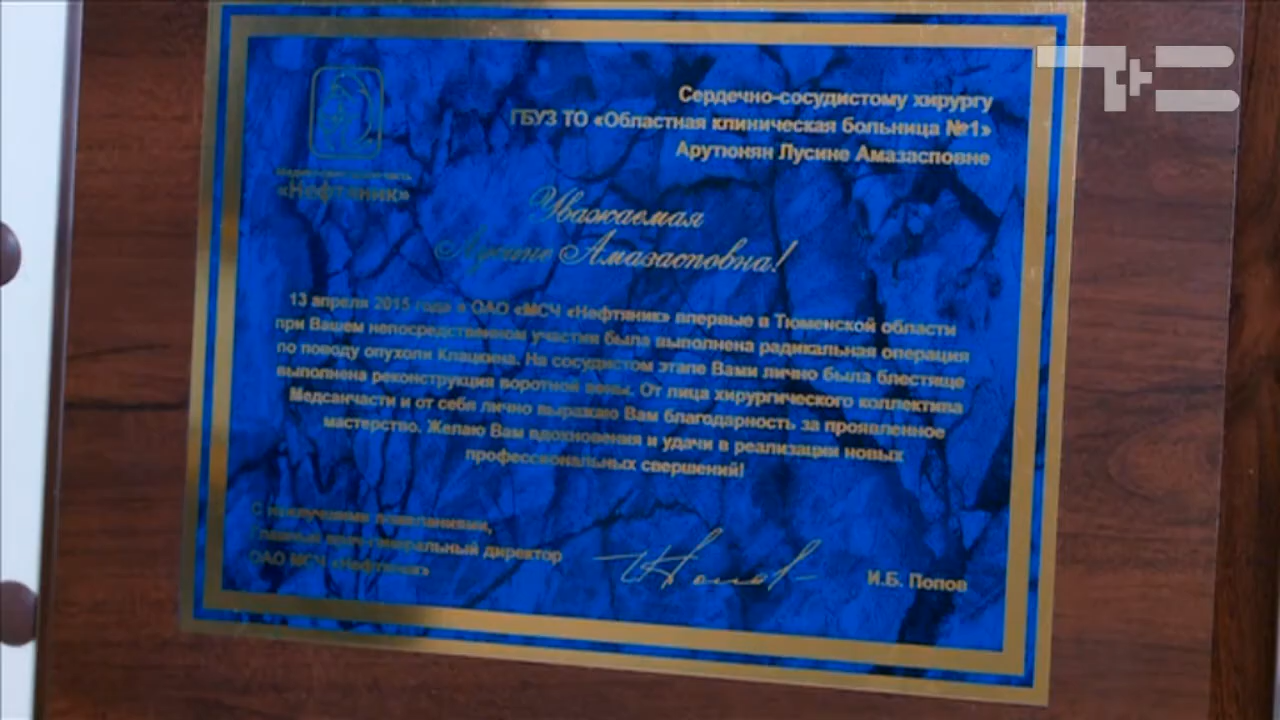 Сердечно-сосудистому хирургу
ГБУЗ ТО «Областная клиническая больница №1»
Арутюнян Лусине Амазасповне
Медико-санитарная часть
«Нефтяник»
Уважаемая
Лусине Амазасповна!
13 апреля 2015 года в ОАО «МСЧ «Нефтяник» впервые в Тюменской области
при Вашем непосредственном участии была выполнена радикальная операция
по поводу опухоли Клацкина. На сосудистом этапе Вами лично была блестяще
выполнена реконструкция воротной вены. От лица хирургического коллектива
Медсанчасти и от себя лично выражаю Вам благодарность за проявленное
мастерство. Желаю Вам вдохновения и удачи в реализации новых
профессиональных свершений!
С наилучшими пожеланиями,
Главный врач-генеральный директор
ОАО МСЧ «Нефтяник»
И.Б. Попов